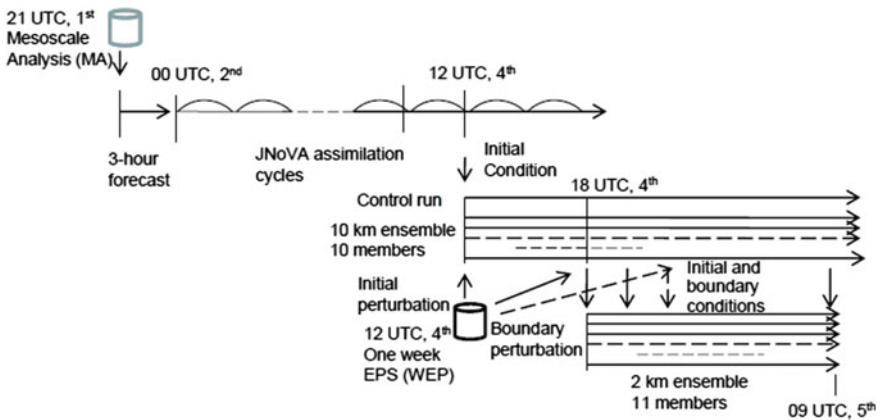 21 UTC, 1st
Mesoscale
Analysis (MA)
00 UTC, 2nd
12 UTC, 4th
3-hour
forecast
JNoVA assimilation
cycles
Initial
Condition
18 UTC, 4th
Control run
10 km ensemble
10 members
Initial
perturbation
Initial and
boundary
conditions
12 UTC, 4th
One week
EPS (WEP)
Boundary
perturbation
2 km ensemble
11 members
09 UTC, 5th